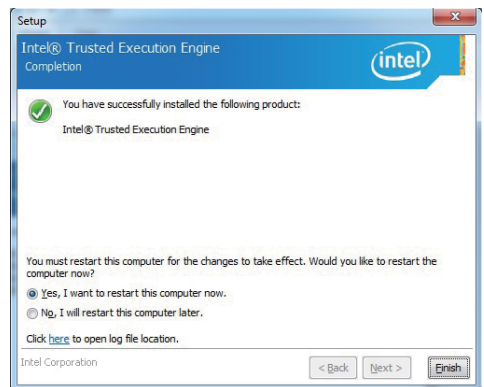 Setup
Intel® Trusted Execution Engine
Completion
intel
You have successfully installed the following product:
Intel® Trusted Execution Engine
You must restart this computer for the changes to take effect. Would you like to restart the
computer now?
Yes, I want to restart this computer now.
No, I will restart this computer later.
Click here to open log file location.
Intel Corporation
< Back Next > Finish